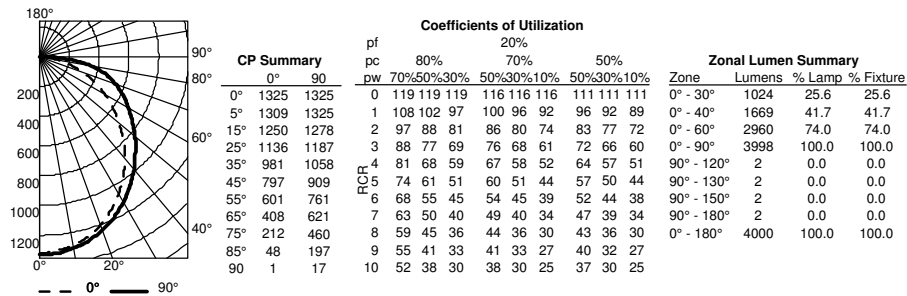 180°
90°
80°
60°
40°
200
400
600
800
1000
1200
0° 20°
0° 90°
CP Summary
0° 90
0° 1325 1325
5° 1309 1325
15° 1250 1278
25° 1136 1187
35° 981 1058
45° 797 909
55° 601 761
65° 408 621
75° 212 460
85° 48 197
90 1 17
Coefficients of Utilization
pf 20%
pc 80% 70% 50%
pw 70%50%30% 50%30%10% 50%30%10%
RCR
0 119 119 119 116 116 116 111 111 111
1 108 102 97 100 96 92 96 92 89
2 97 88 81 86 80 74 83 77 72
3 88 77 69 76 68 61 72 66 60
4 81 68 59 67 58 52 64 57 51
5 74 61 51 60 51 44 57 50 44
6 68 55 45 54 45 39 52 44 38
7 63 50 40 49 40 34 47 39 34
8 59 45 36 44 36 30 43 36 30
9 55 41 33 41 33 27 40 32 27
10 52 38 30 38 30 25 37 30 25
Zonal Lumen Summary
Zone Lumens % Lamp % Fixture
0° - 30° 1024 25.6 25.6
0° - 40° 1669 41.7 41.7
0° - 60° 2960 74.0 74.0
0° - 90° 3998 100.0 100.0
90° - 120° 2 0.0 0.0
90° - 130° 2 0.0 0.0
90° - 150° 2 0.0 0.0
90° - 180° 2 0.0 0.0
0° - 180° 4000 100.0 100.0